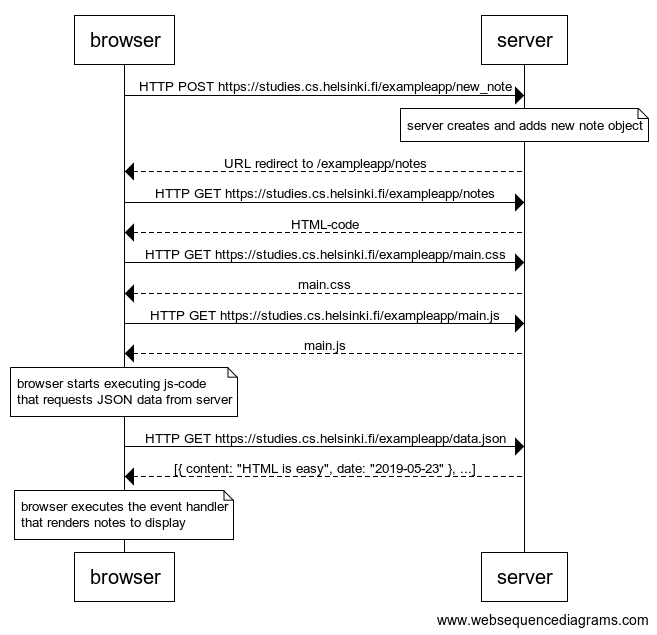 browser
server
HTTP POST https://studies.cs.helsinki.fi/exampleapp/new_note
server creates and adds new note object
URL redirect to /exampleapp/notes
HTTP GET https://studies.cs.helsinki.fi/exampleapp/notes
HTML-code
HTTP GET https://studies.cs.helsinki.fi/exampleapp/main.css
main.css
HTTP GET https://studies.cs.helsinki.fi/exampleapp/main.js
main.js
browser starts executing js-code
that requests JSON data from server
HTTP GET https://studies.cs.helsinki.fi/exampleapp/data.json
[{ content: "HTML is easy", date: "2019-05-23" }, ...]
browser executes the event handler
that renders notes to display
browser
server
www.websequencediagrams.com